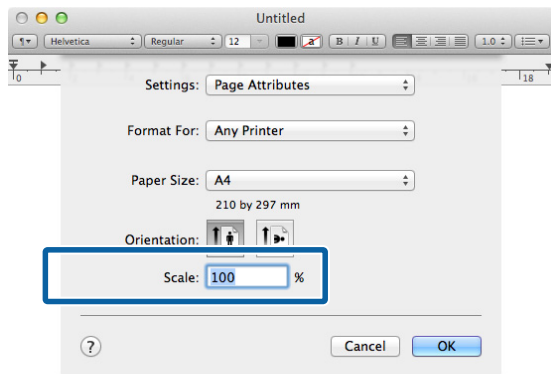 Untitled
¶ Helvetica Regular 12 a B I U 1.0
0 18
Settings: Page Attributes
Format For: Any Printer
Paper Size: A4
210 by 297 mm
Orientation:
Scale: 100 %
? Cancel OK